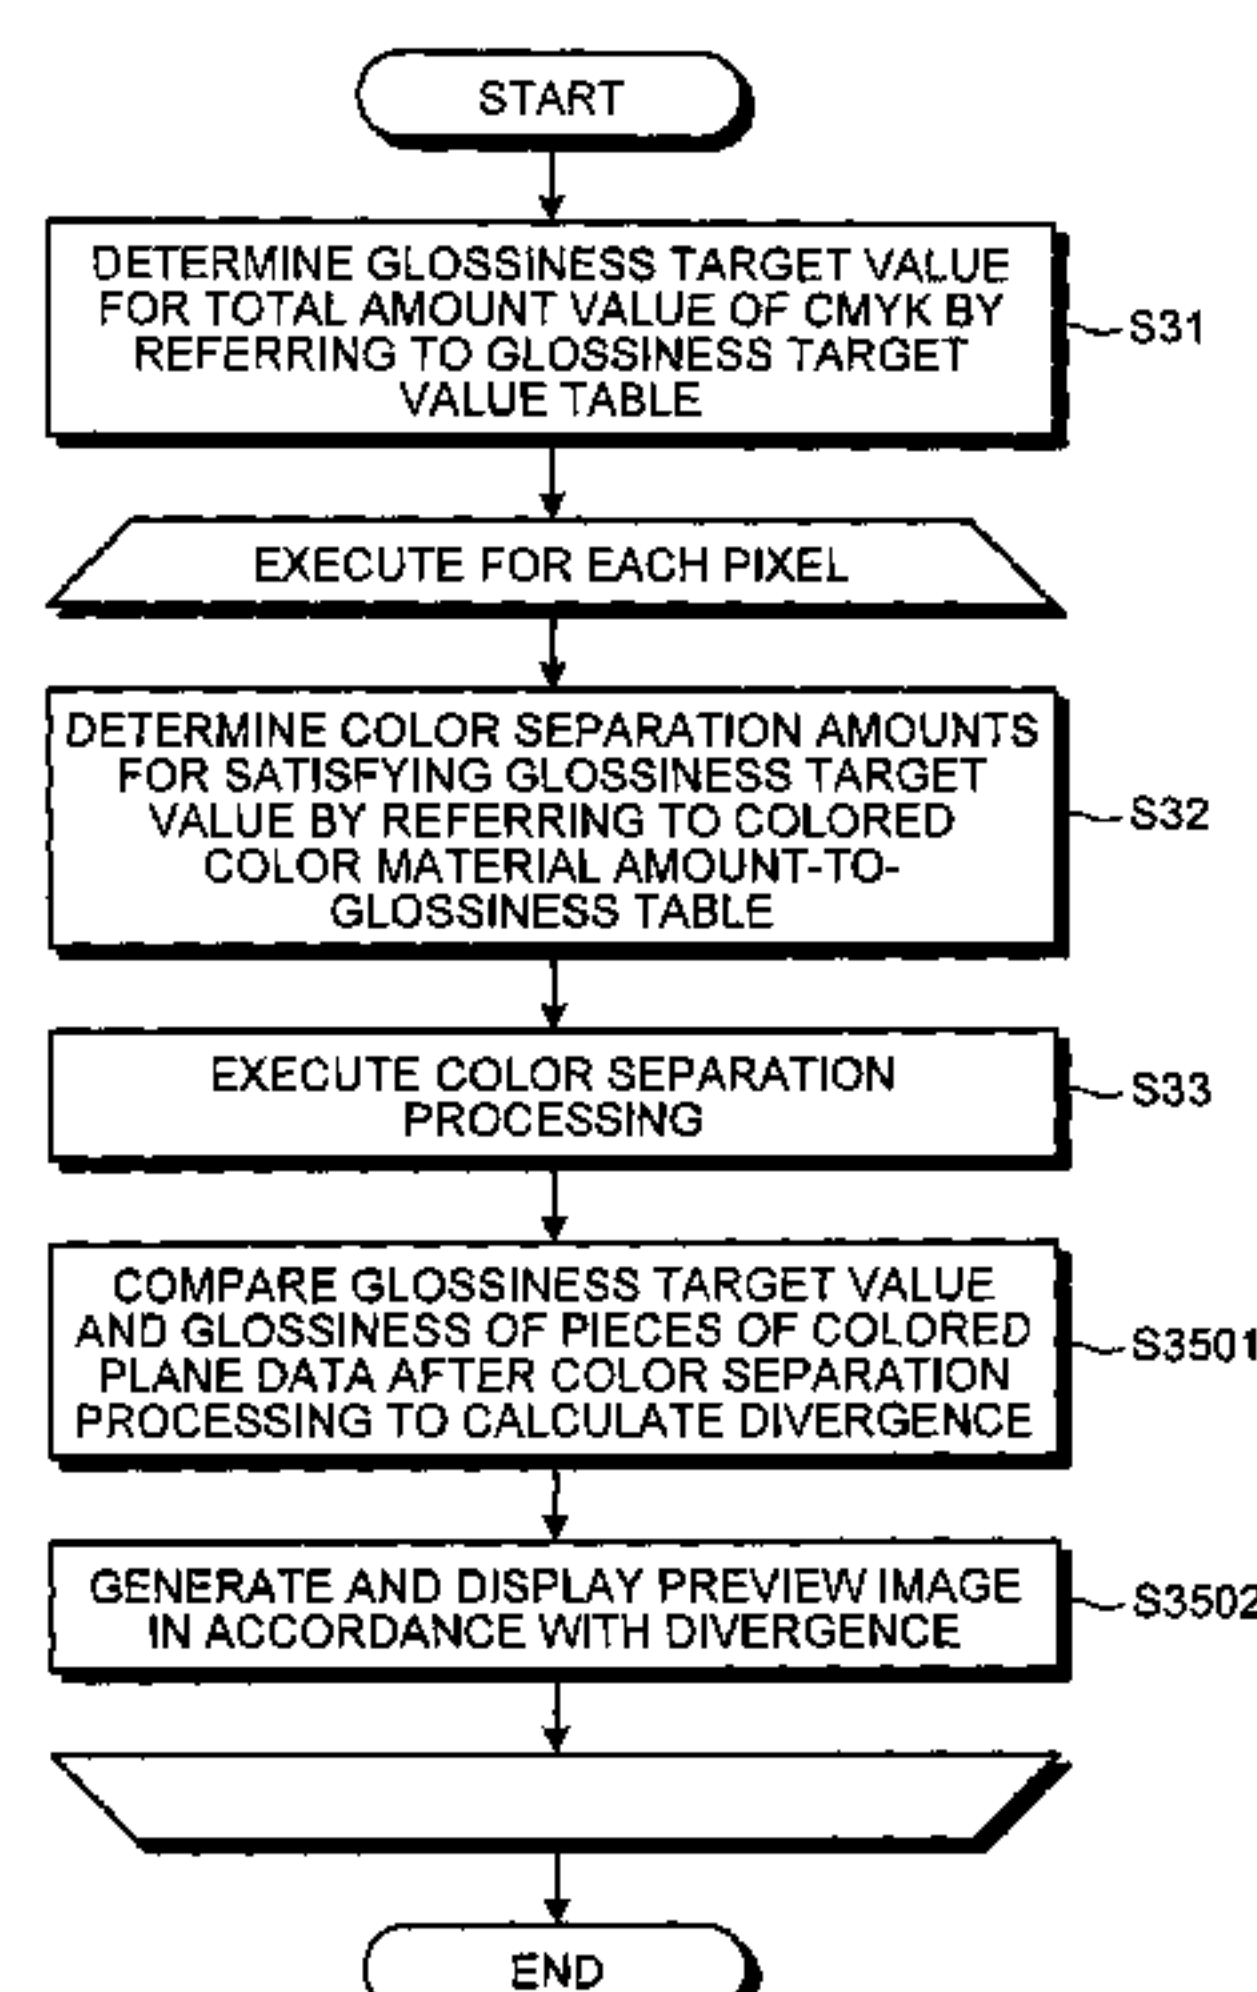 START
DETERMINE GLOSSINESS TARGET VALUE
FOR TOTAL AMOUNT VALUE OF CMYK BY
REFERRING TO GLOSSINESS TARGET
VALUE TABLE
S31
EXECUTE FOR EACH PIXEL
DETERMINE COLOR SEPARATION AMOUNTS
FOR SATISFYING GLOSSINESS TARGET
VALUE BY REFERRING TO COLORED
COLOR MATERIAL AMOUNT-TO-
GLOSSINESS TABLE
S32
EXECUTE COLOR SEPARATION
PROCESSING
S33
COMPARE GLOSSINESS TARGET VALUE
AND GLOSSINESS OF PIECES OF COLORED
PLANE DATA AFTER COLOR SEPARATION
PROCESSING TO CALCULATE DIVERGENCE
S3501
GENERATE AND DISPLAY PREVIEW IMAGE
IN ACCORDANCE WITH DIVERGENCE
S3502
END